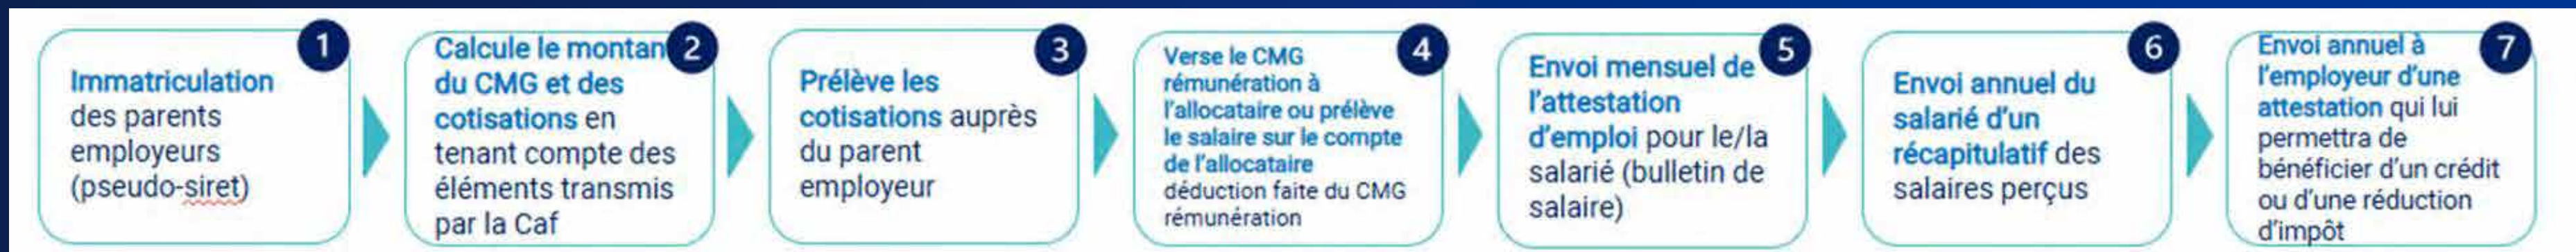 1
Immatriculation
des parents
employeurs
(pseudo-siret)
2
Calcule le montan
du CMG et des
cotisations en
tenant compte des
éléments transmis
par la Caf
3
Prélève les
cotisations auprès
du parent
employeur
4
Verse le CMG
rémunération à
l'allocataire ou prélève
le salaire sur le compte
de l'allocataire
déduction faite du CMG
rémunération
5
Envoi mensuel de
l'attestation
d'emploi pour le/la
salarié (bulletin de
salaire)
6
Envoi annuel du
salarié d'un
récapitulatif des
salaires perçus
7
Envoi annuel à
l'employeur d'une
attestation qui lui
permettra de
bénéficier d'un crédit
ou d'une réduction
d'impôt